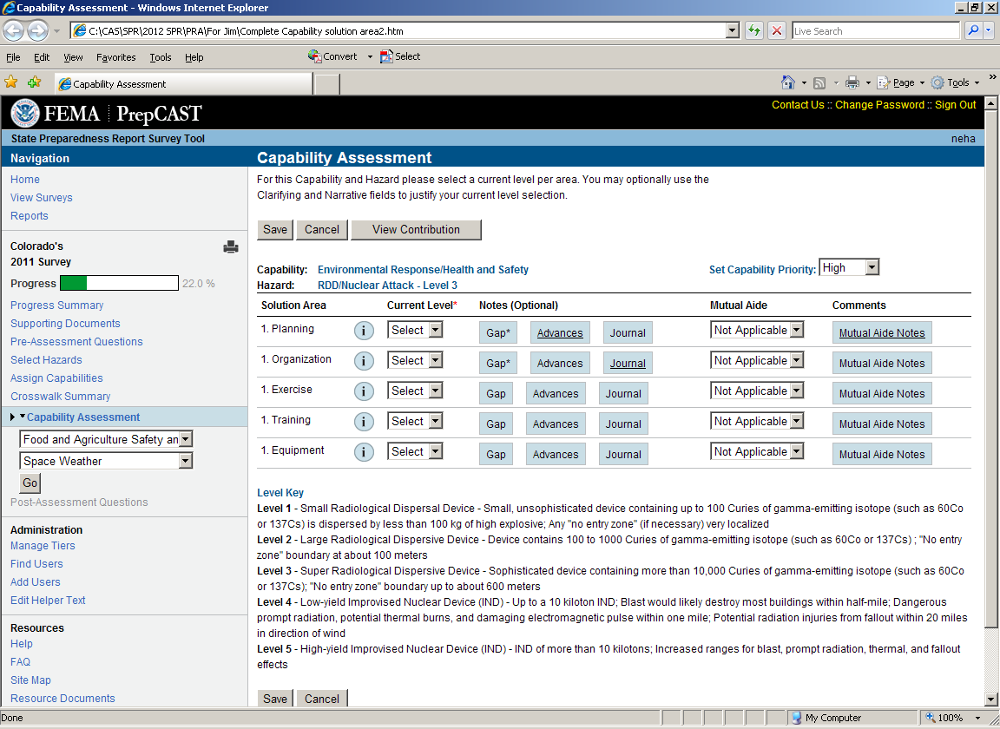 Capability Assessment - Windows Internet Explorer
C:\CAS\SPR\2012 SPR\PRA\For Jim\Complete Capability solution area2.htm
Live Search
File Edit View Favorites Tools Help
Convert Select
Capability Assessment
Page Tools »
FEMA PrepCAST
Contact Us :: Change Password :: Sign Out
State Preparedness Report Survey Tool
neha
Navigation
Home
View Surveys
Reports
Colorado's
2011 Survey
Progress 22.0 %
Progress Summary
Supporting Documents
Pre-Assessment Questions
Select Hazards
Assign Capabilities
Crosswalk Summary
Capability Assessment
Food and Agriculture Safety an
Space Weather
Go
Post-Assessment Questions
Administration
Manage Tiers
Find Users
Add Users
Edit Helper Text
Resources
Help
FAQ
Site Map
Resource Documents
Capability Assessment
For this Capability and Hazard please select a current level per area. You may optionally use the
Clarifying and Narrative fields to justify your current level selection.
Save Cancel View Contribution
Capability: Environmental Response/Health and Safety
Set Capability Priority: High
Hazard: RDD/Nuclear Attack - Level 3
Solution Area Current Level* Notes (Optional) Mutual Aide Comments
1. Planning i Select Gap* Advances Journal Not Applicable Mutual Aide Notes
1. Organization i Select Gap* Advances Journal Not Applicable Mutual Aide Notes
1. Exercise i Select Gap Advances Journal Not Applicable Mutual Aide Notes
1. Training i Select Gap Advances Journal Not Applicable Mutual Aide Notes
1. Equipment i Select Gap Advances Journal Not Applicable Mutual Aide Notes
Level Key
Level 1 - Small Radiological Dispersal Device - Small, unsophisticated device containing up to 100 Curies of gamma-emitting isotope (such as 60Co
or 137Cs) is dispersed by less than 100 kg of high explosive; Any "no entry zone" (if necessary) very localized
Level 2 - Large Radiological Dispersive Device - Device contains 100 to 1000 Curies of gamma-emitting isotope (such as 60Co or 137Cs) ; "No entry
zone" boundary at about 100 meters
Level 3 - Super Radiological Dispersive Device - Sophisticated device containing more than 10,000 Curies of gamma-emitting isotope (such as 60Co
or 137Cs); "No entry zone" boundary up to about 600 meters
Level 4 - Low-yield Improvised Nuclear Device (IND) - Up to a 10 kiloton IND; Blast would likely destroy most buildings within half-mile; Dangerous
prompt radiation, potential thermal burns, and damaging electromagnetic pulse within one mile; Potential radiation injuries from fallout within 20 miles
in direction of wind
Level 5 - High-yield Improvised Nuclear Device (IND) - IND of more than 10 kilotons; Increased ranges for blast, prompt radiation, thermal, and fallout
effects
Save Cancel
Done
My Computer
100%